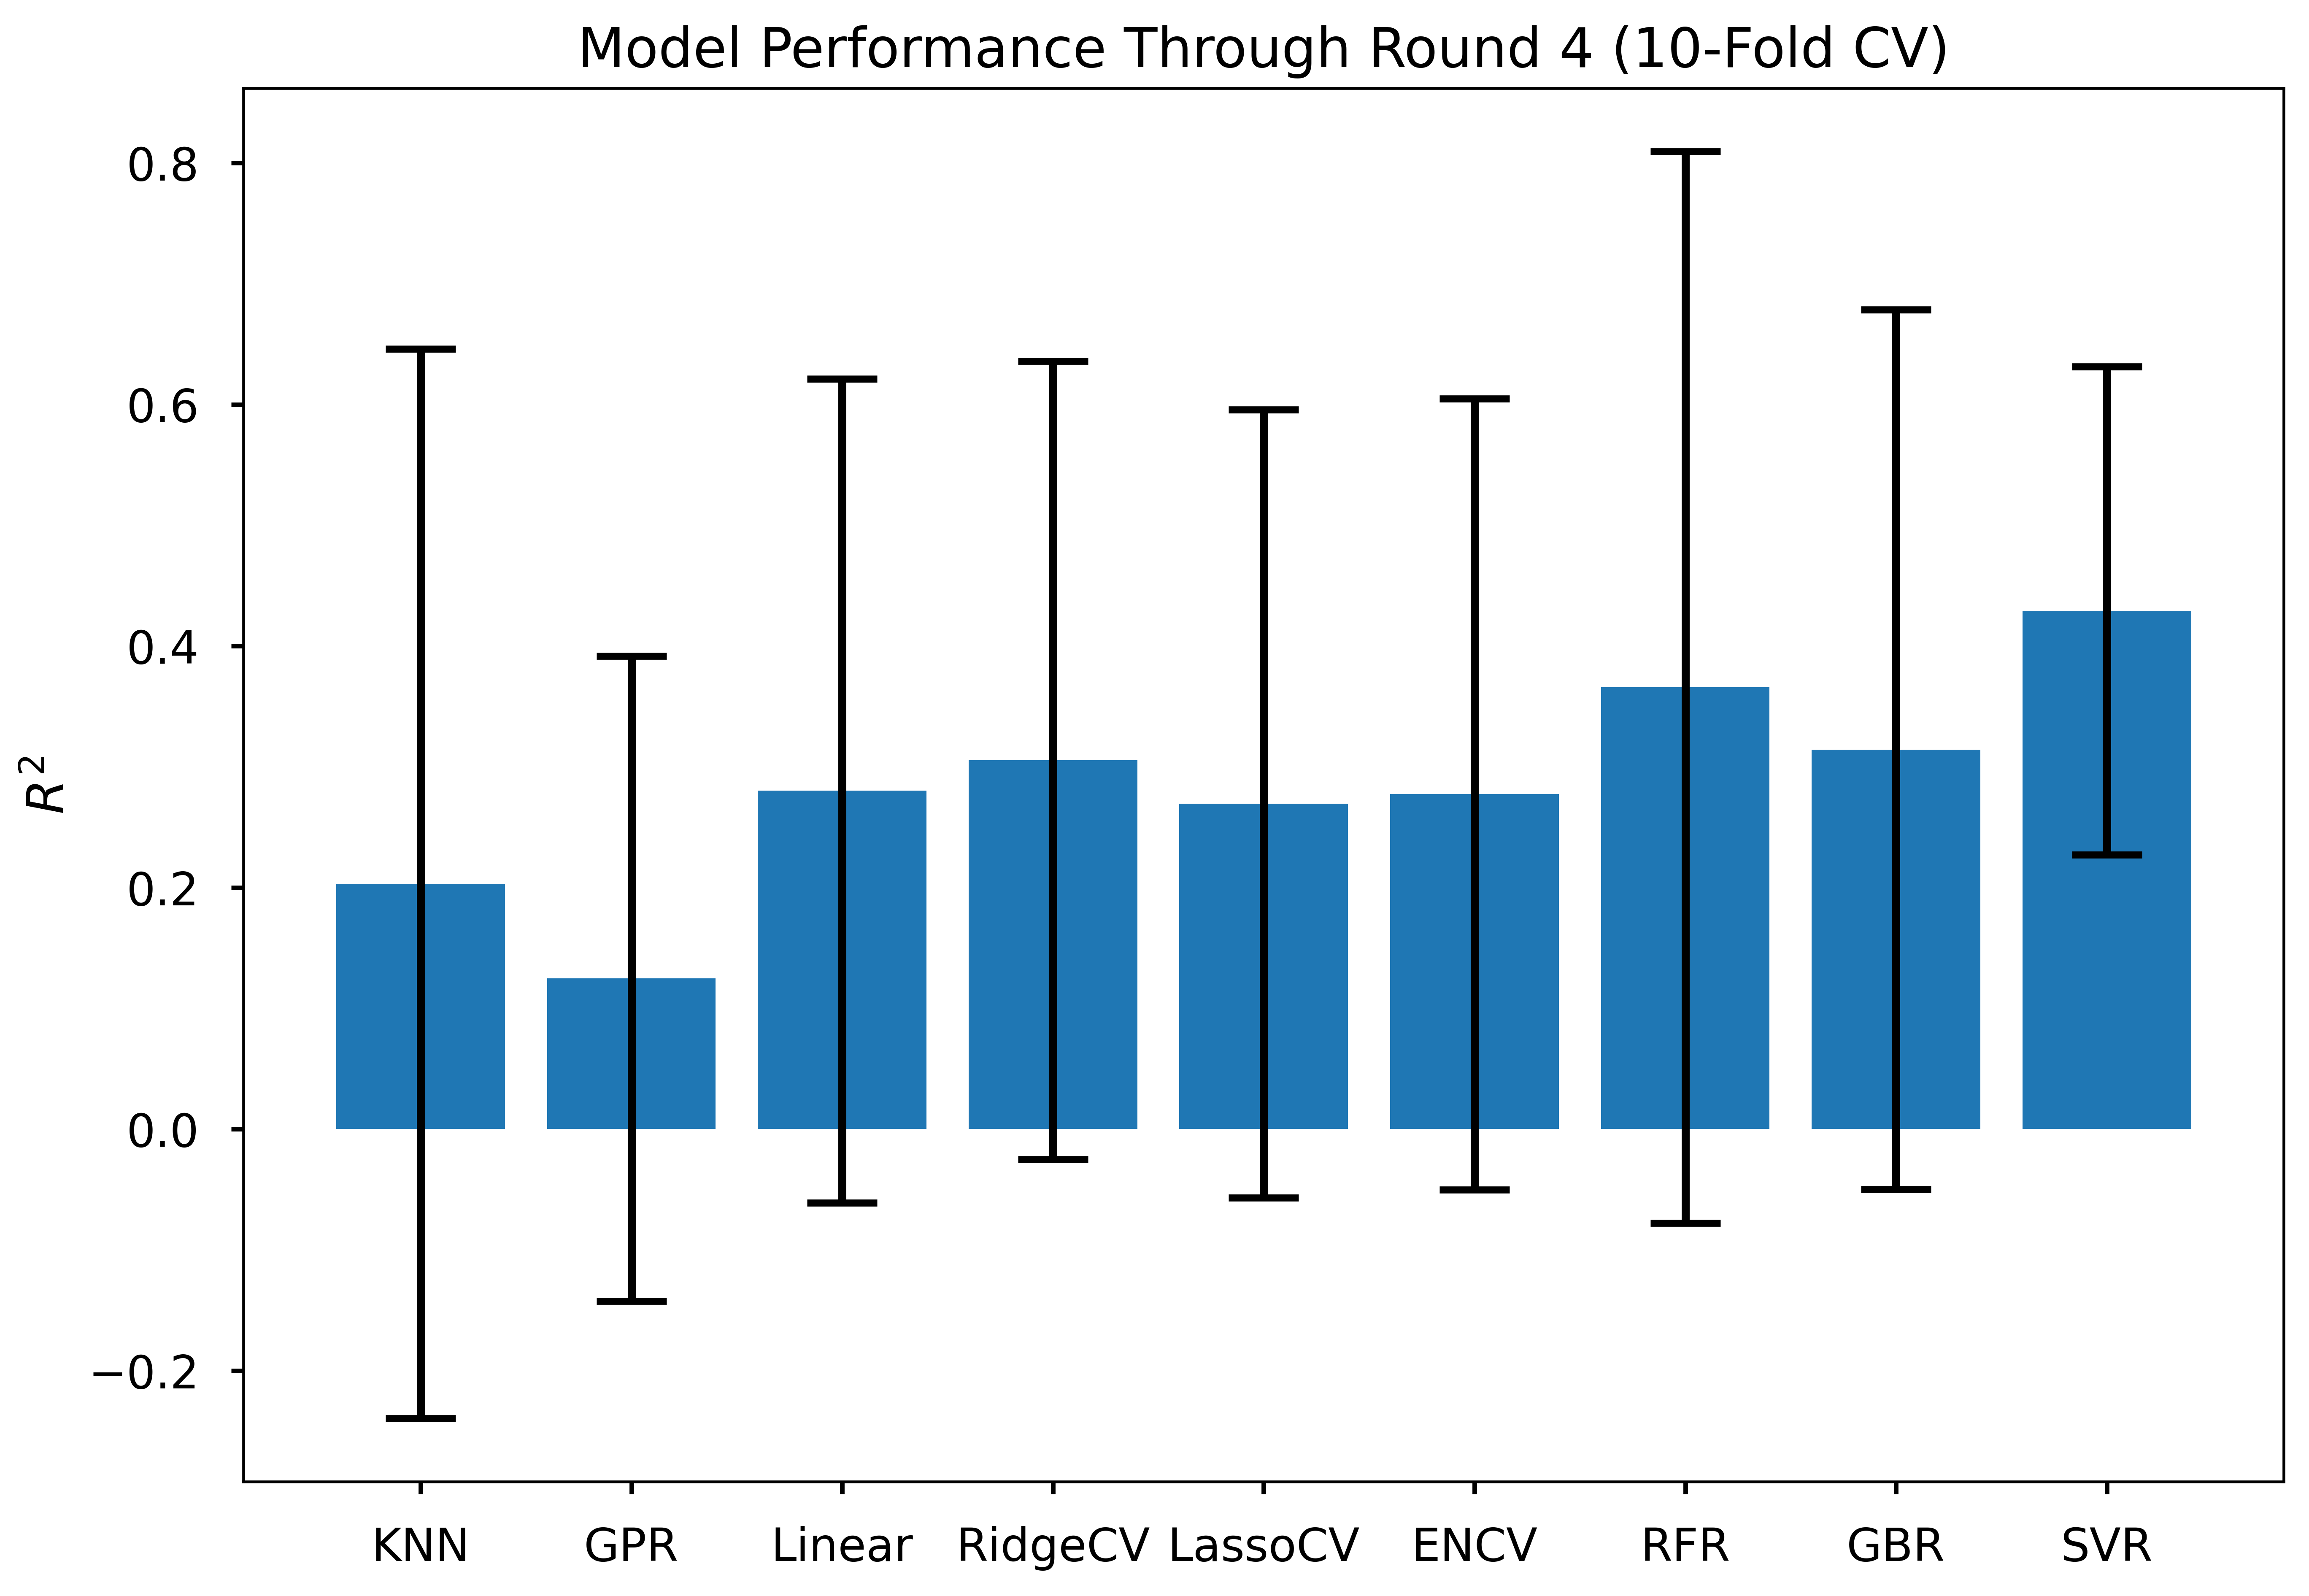 Model Performance Through Round 4 (10-Fold CV)
R²
0.8
0.6
0.4
0.2
0.0
−0.2
KNN GPR Linear RidgeCV LassoCV ENCV RFR GBR SVR